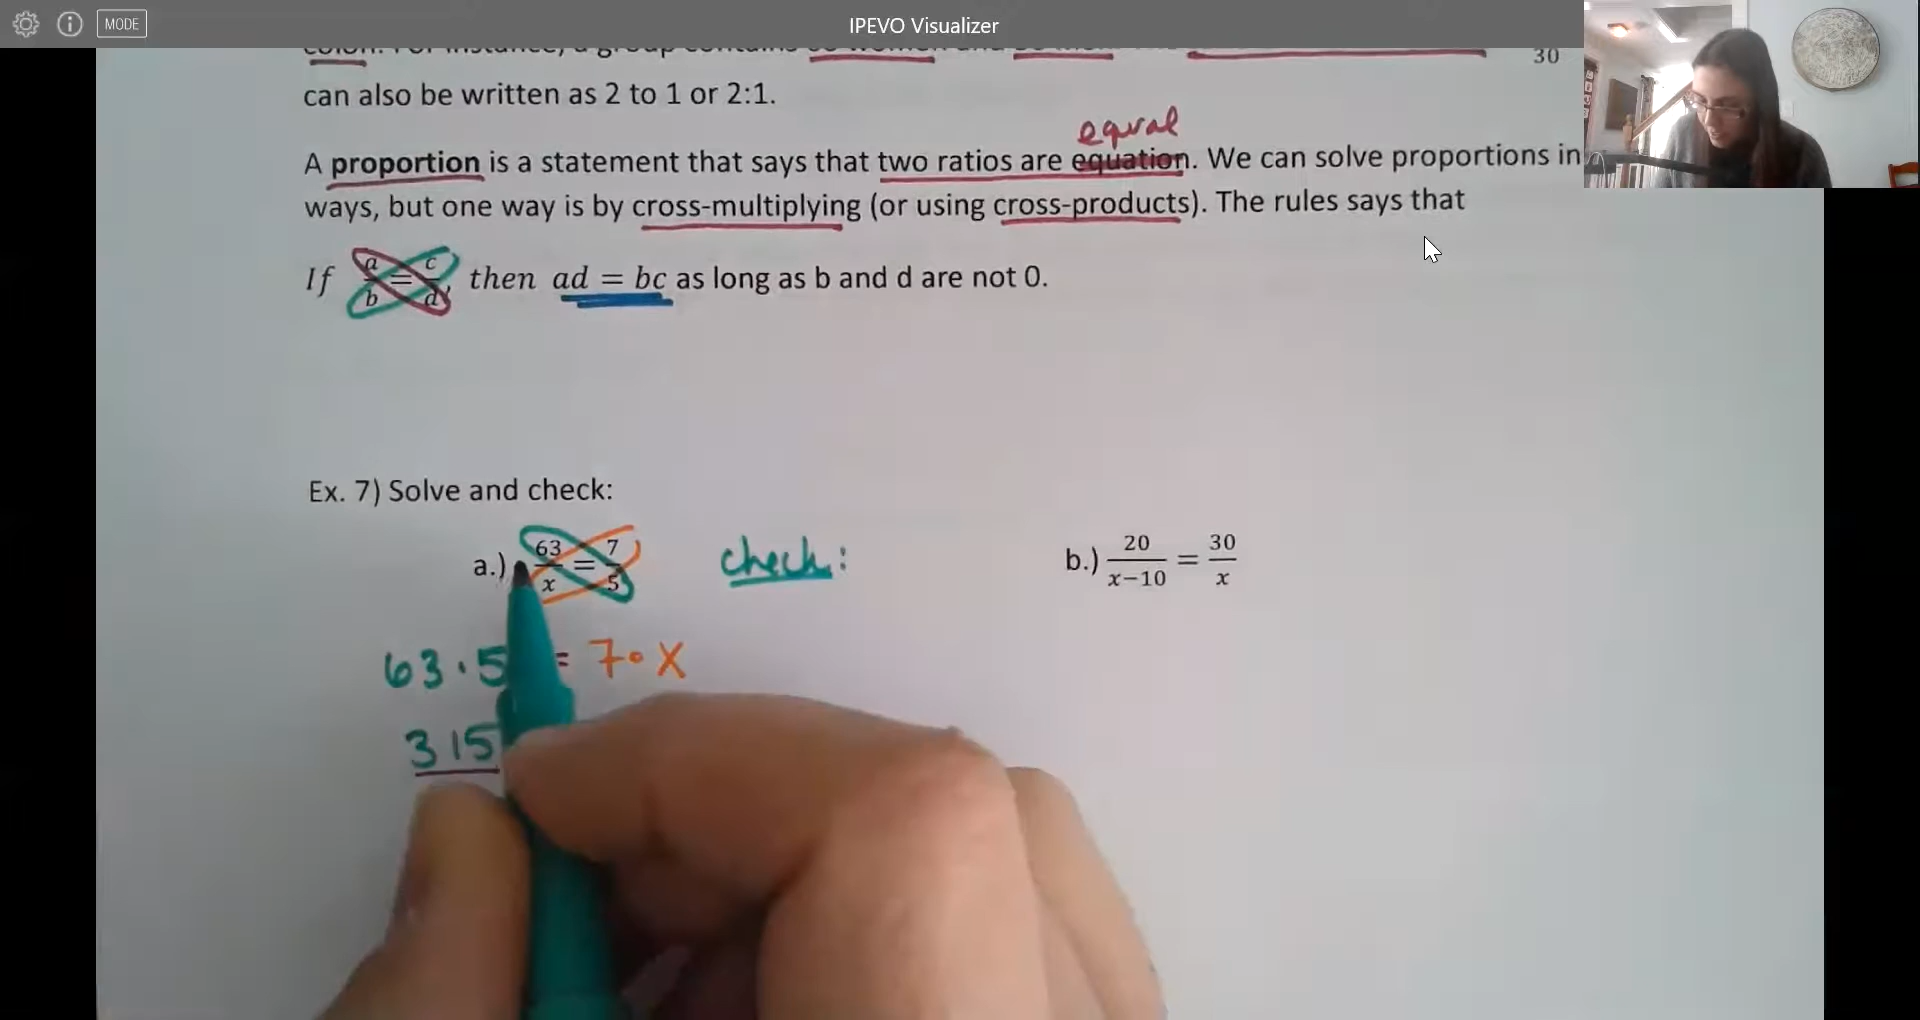 MODE
IPEVO Visualizer
30
can also be written as 2 to 1 or 2:1.
equal
A proportion is a statement that says that two ratios are equation. We can solve proportions in
ways, but one way is by cross-multiplying (or using cross-products). The rules says that
If a/b = c/d, then ad = bc as long as b and d are not 0.
Ex. 7) Solve and check:
a.) 63/x = 7/5 check: b.) 20/x−10 = 30/x
63·5 = 7·x
315